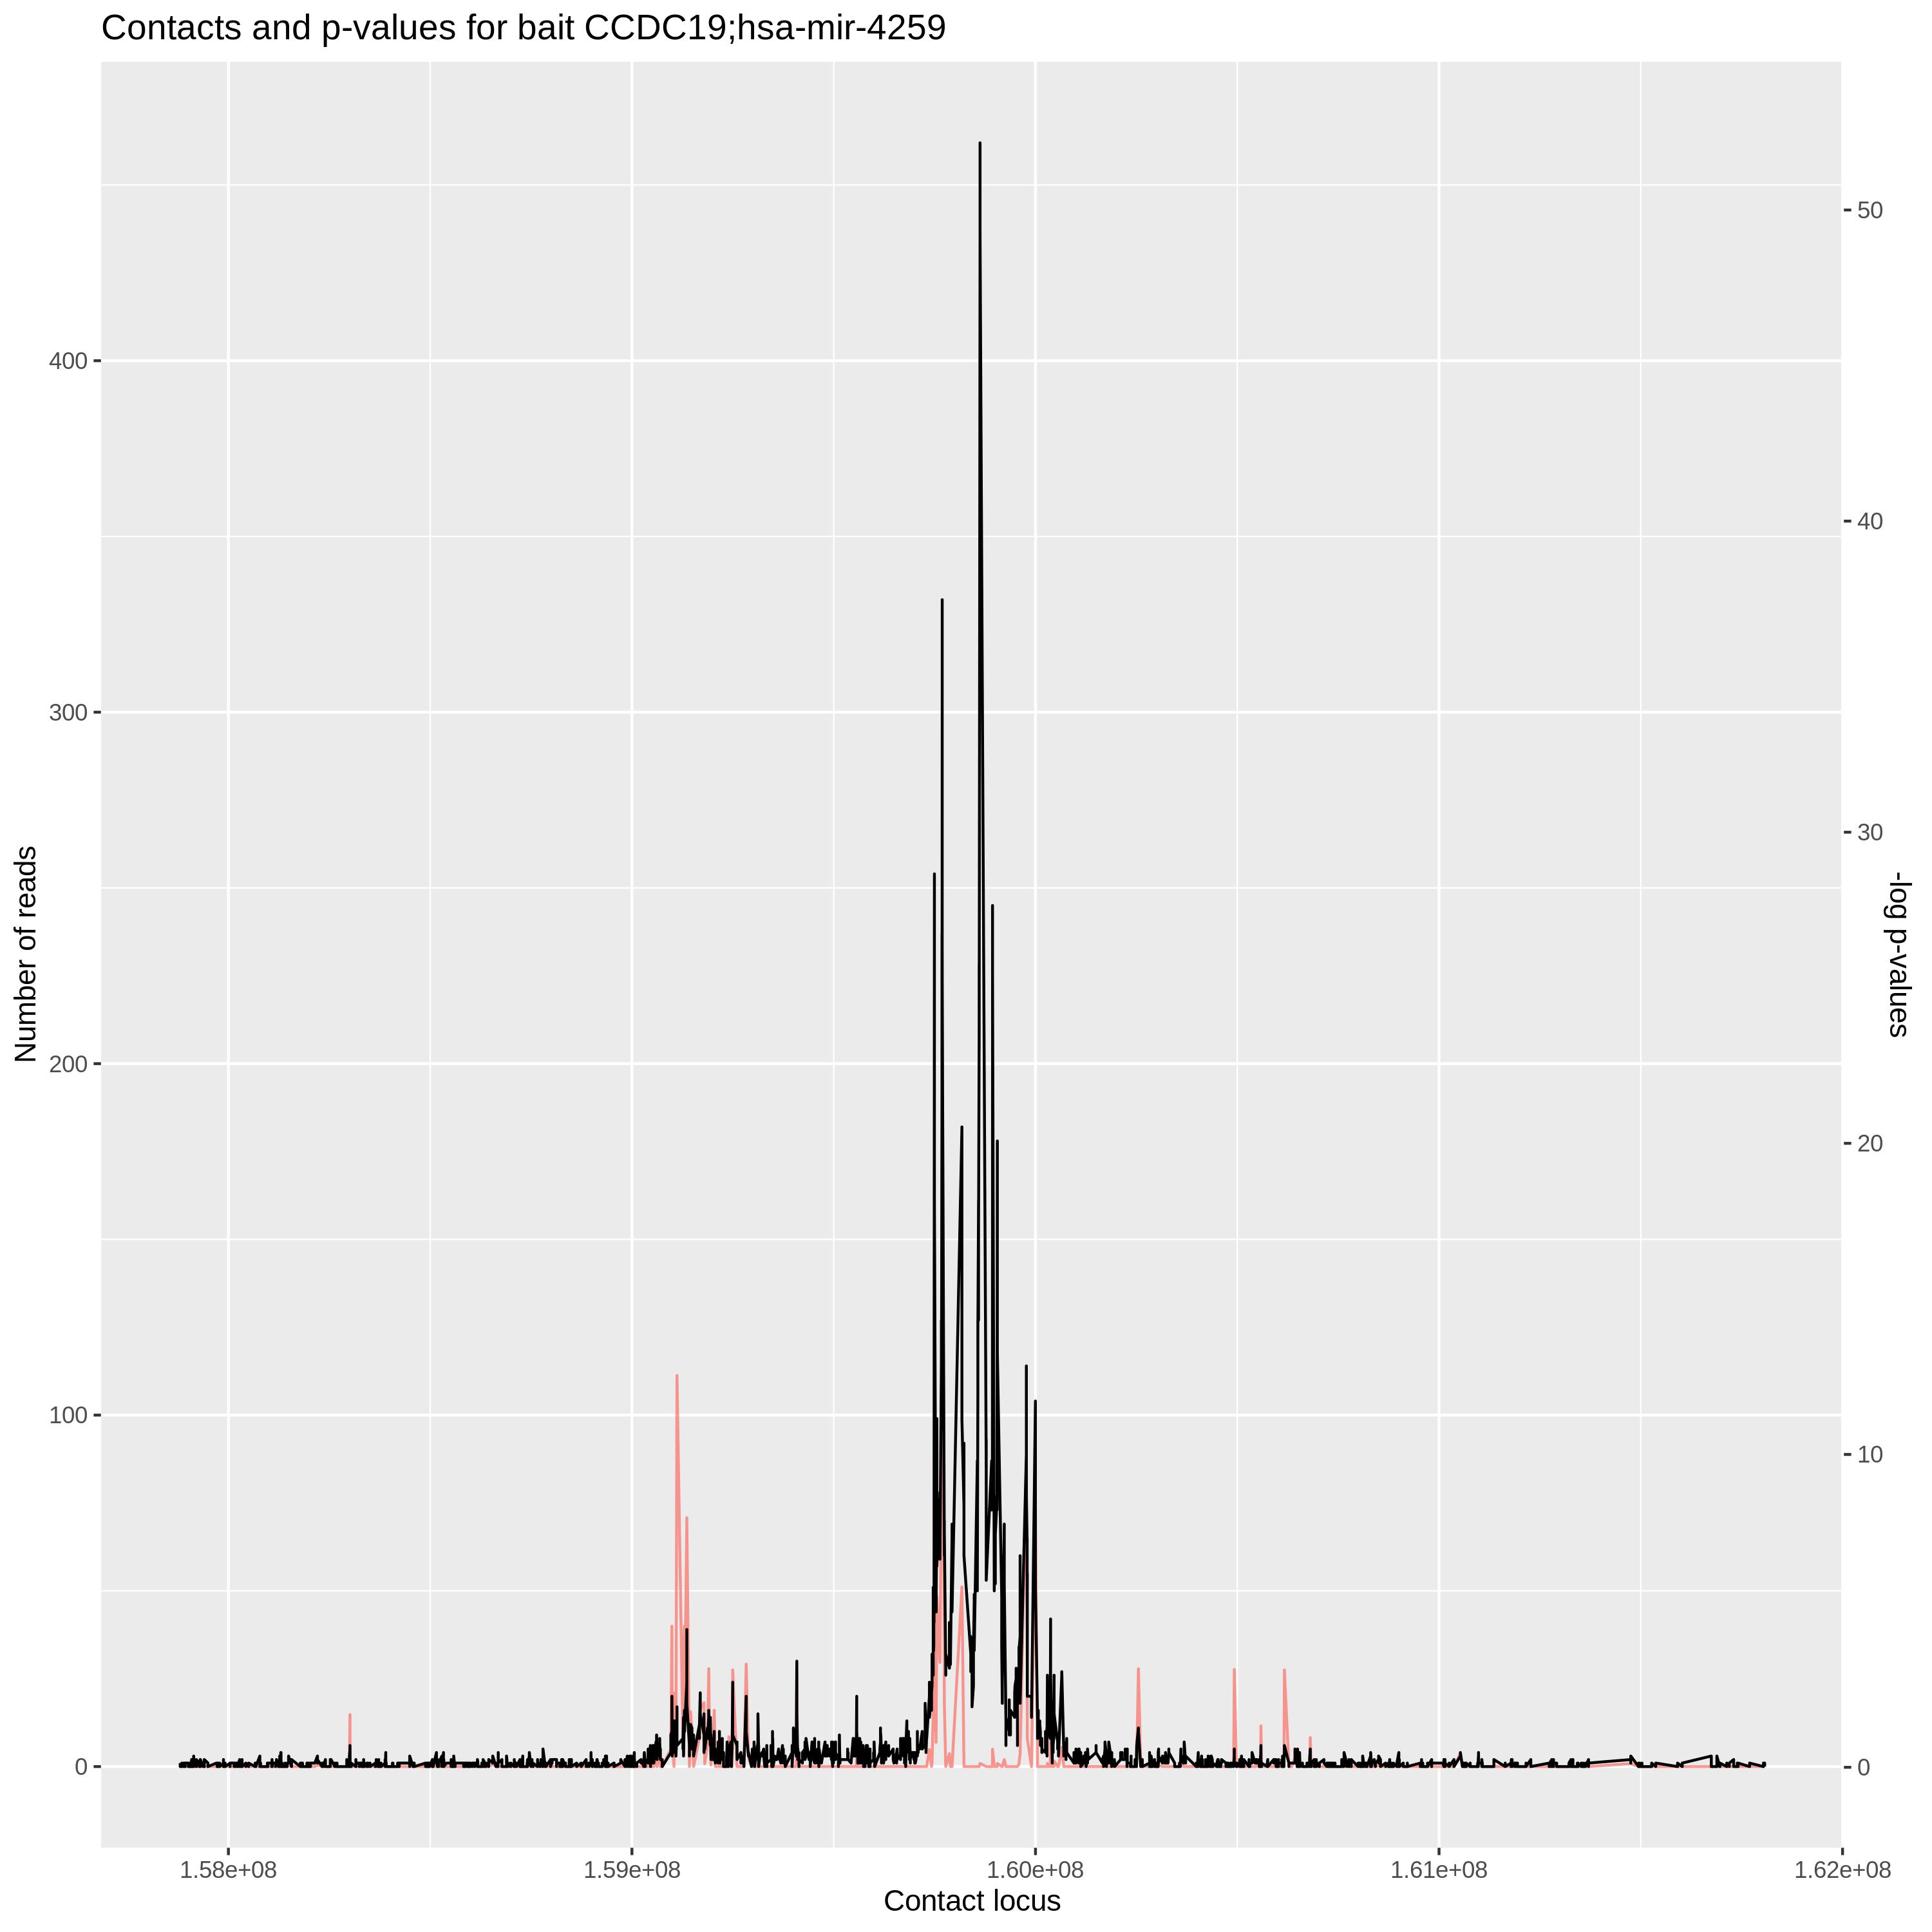 Contacts and p-values for bait CCDC19;hsa-mir-4259
Number of reads
400
300
200
100
0
50
40
30
20
10
0
-log p-values
1.58e+08 1.59e+08 1.60e+08 1.61e+08 1.62e+08
Contact locus